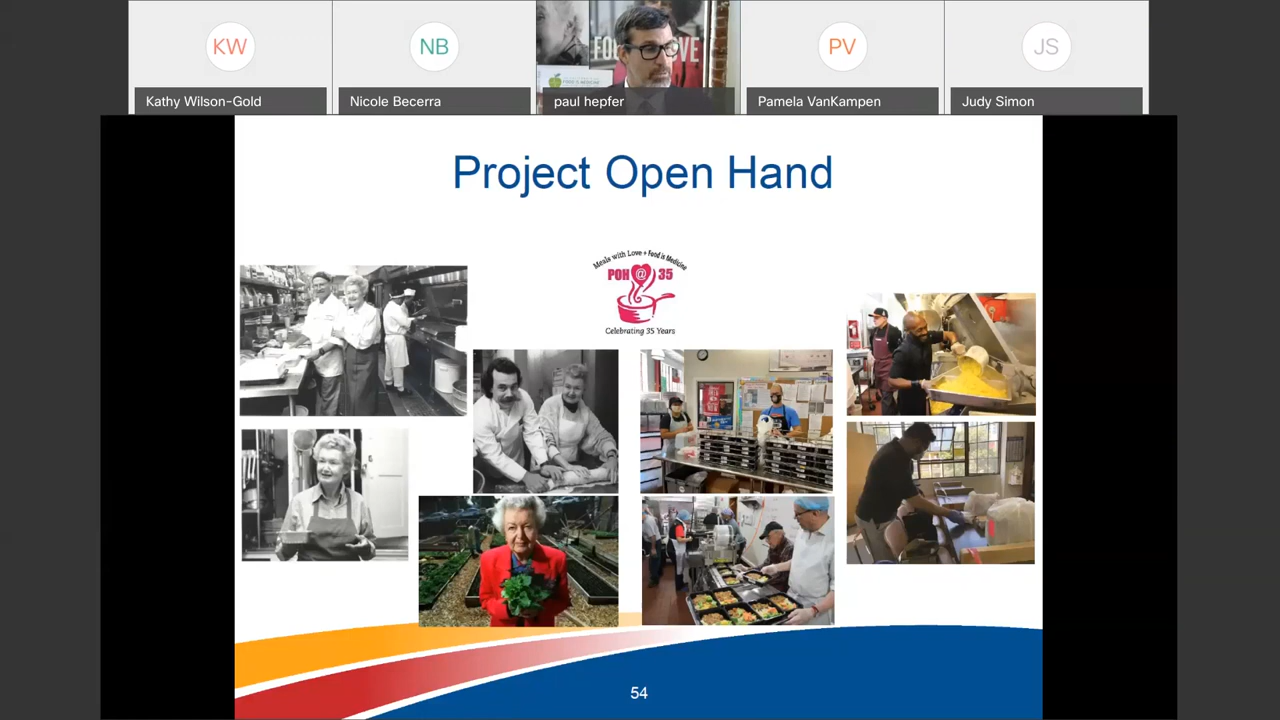 KW
NB
PV
JS
Kathy Wilson-Gold
Nicole Becerra
paul hepfer
Pamela VanKampen
Judy Simon
Project Open Hand
Meals with Love + Food is Medicine
POH@35
Celebrating 35 Years
54